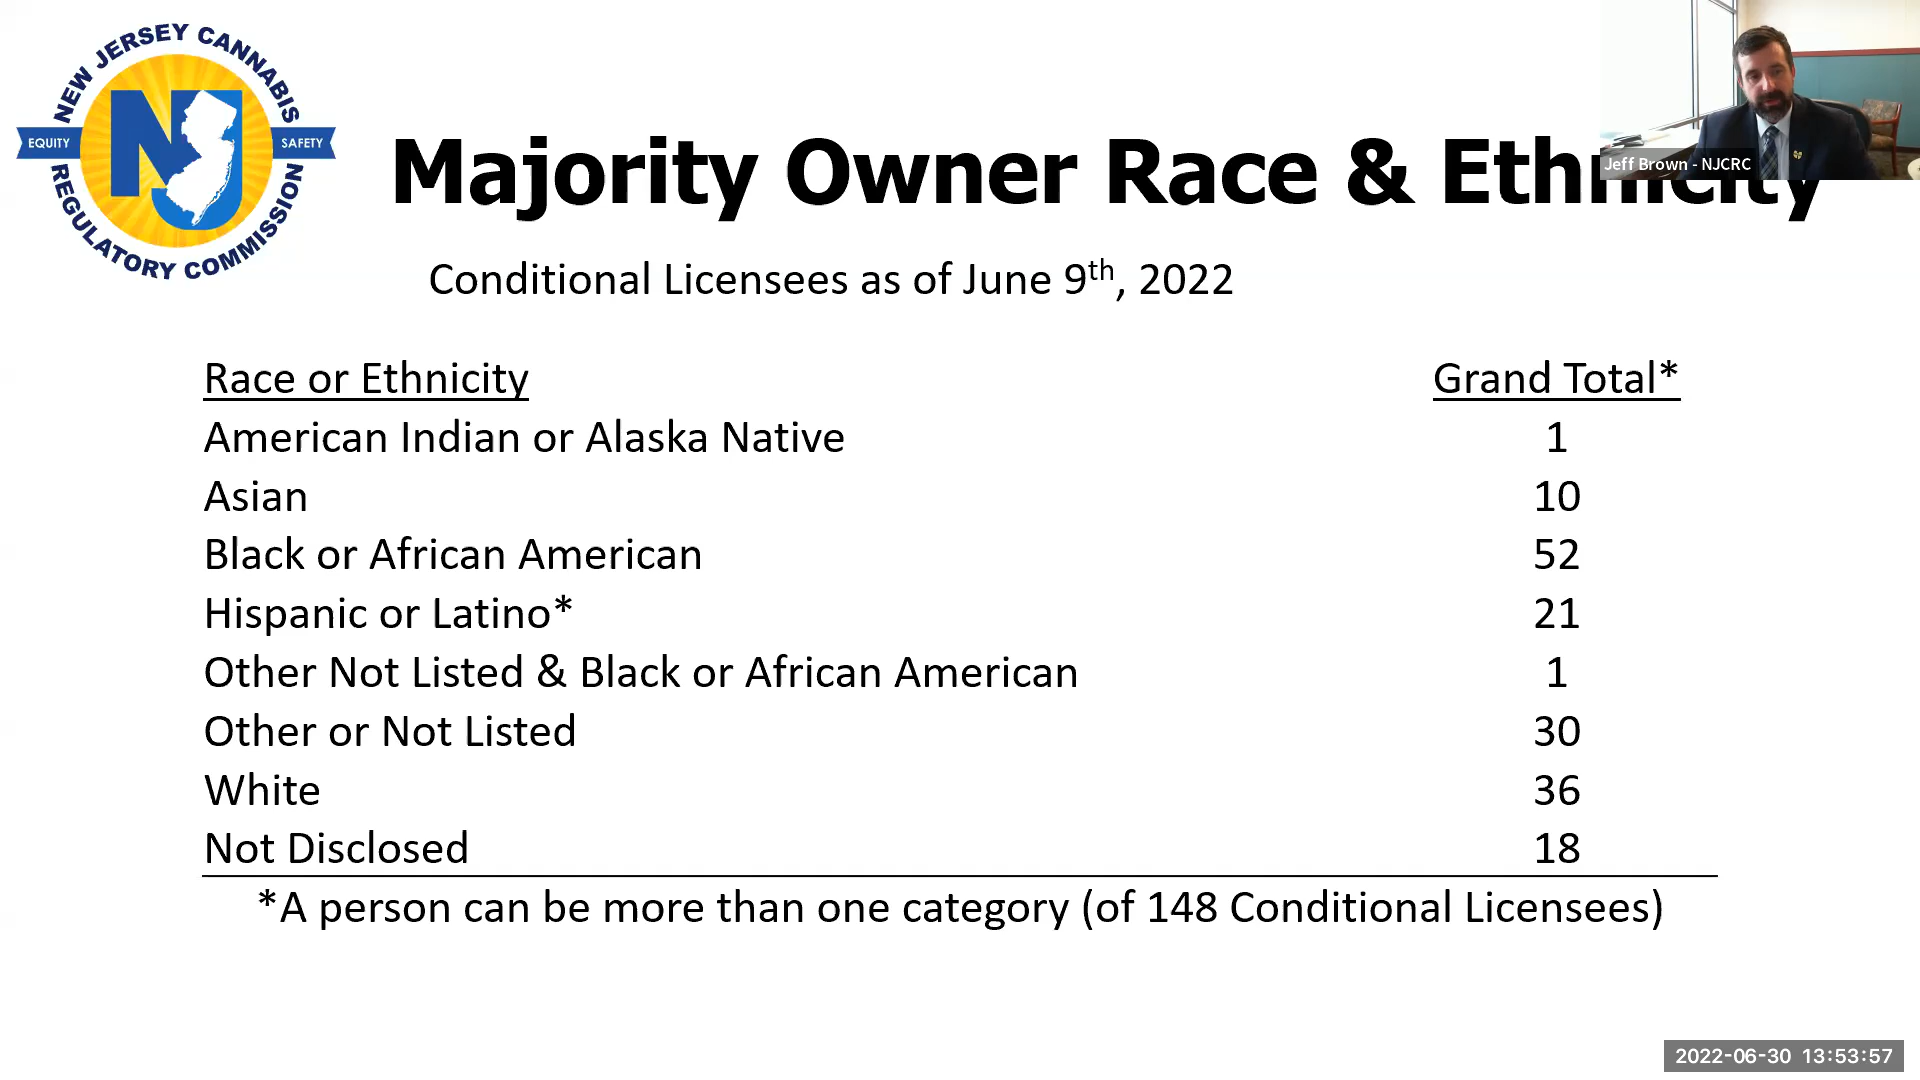 NEW JERSEY CANNABIS
EQUITY
NJ
SAFETY
REGULATORY COMMISSION
Jeff Brown - NJCRC
Majority Owner Race & Ethnicity
Conditional Licensees as of June 9th, 2022
Race or Ethnicity Grand Total*
American Indian or Alaska Native 1
Asian 10
Black or African American 52
Hispanic or Latino* 21
Other Not Listed & Black or African American 1
Other or Not Listed 30
White 36
Not Disclosed 18
*A person can be more than one category (of 148 Conditional Licensees)
2022-06-30 13:53:57